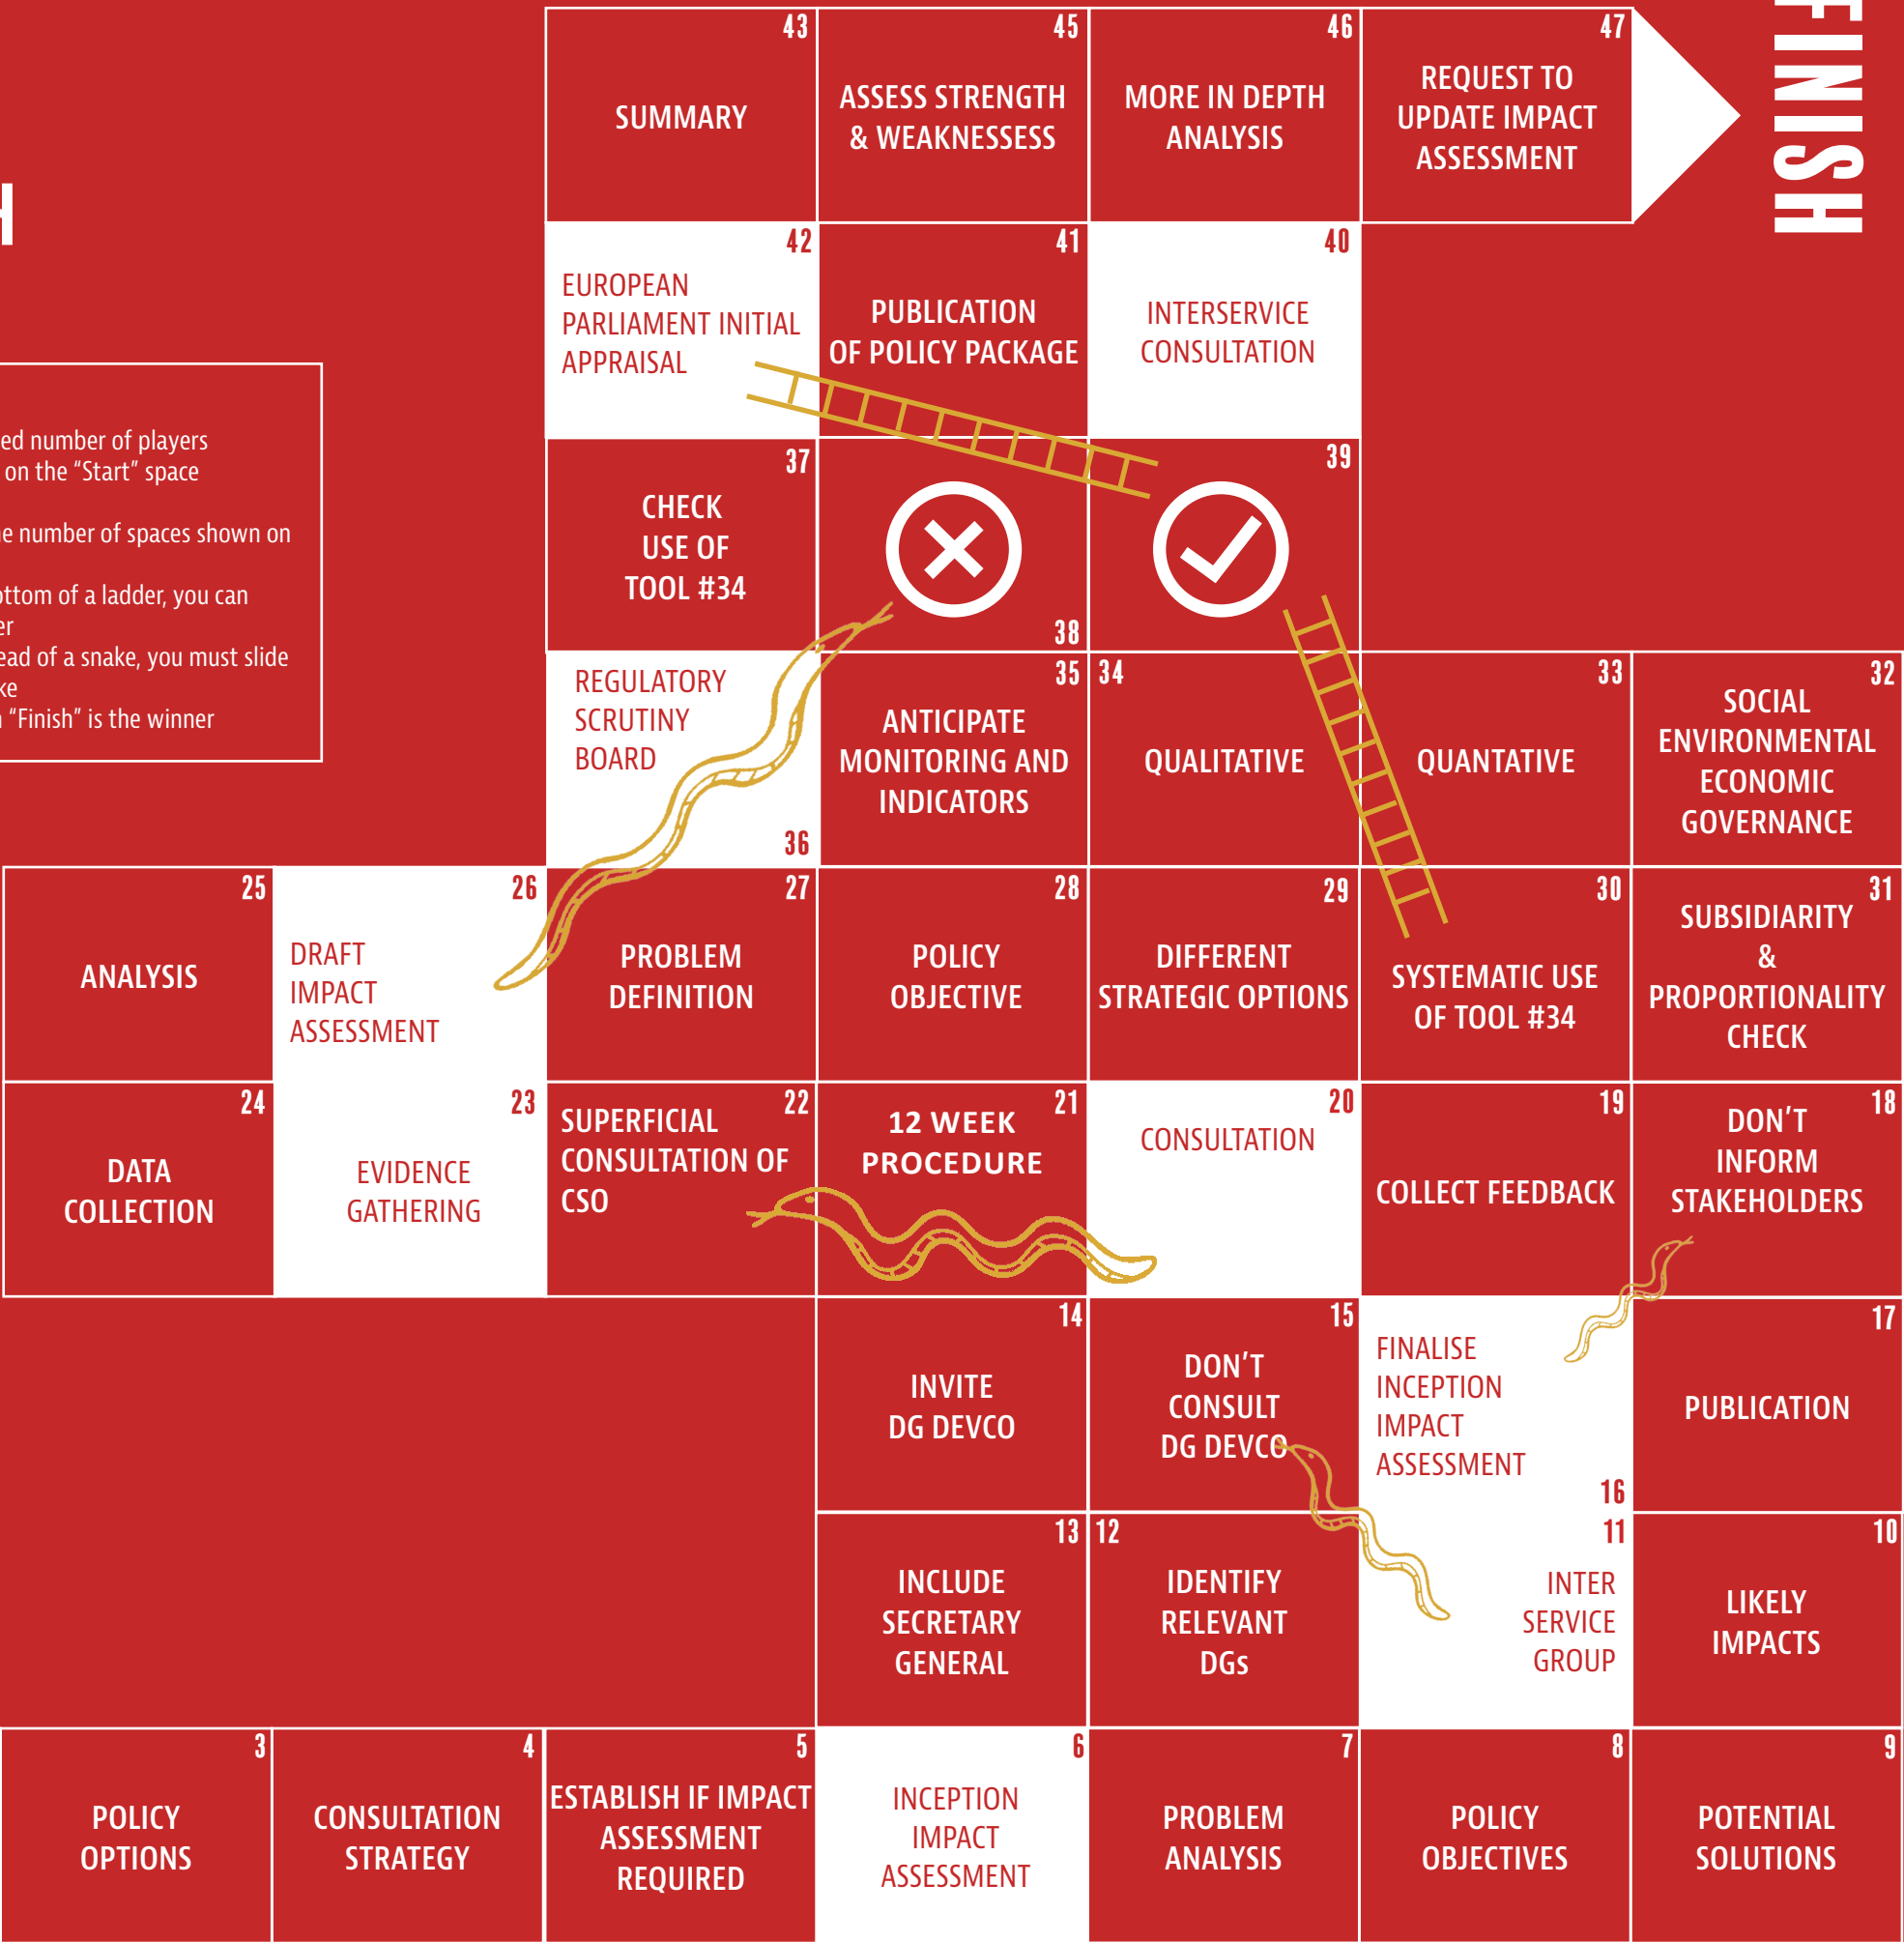 FINISH
43
SUMMARY
45
ASSESS STRENGTH
& WEAKNESSESS
46
MORE IN DEPTH
ANALYSIS
47
REQUEST TO
UPDATE IMPACT
ASSESSMENT
42
EUROPEAN
PARLIAMENT INITIAL
APPRAISAL
41
PUBLICATION
OF POLICY PACKAGE
40
INTERSERVICE
CONSULTATION
number of players
on the “Start” space
number of spaces shown on
of a ladder, you can
of a snake, you must slide
“Finish” is the winner
37
CHECK
USE OF
TOOL #34
38
39
REGULATORY
SCRUTINY
BOARD
36
35
ANTICIPATE
MONITORING AND
INDICATORS
34
QUALITATIVE
33
QUANTATIVE
32
SOCIAL
ENVIRONMENTAL
ECONOMIC
GOVERNANCE
25
ANALYSIS
26
DRAFT
IMPACT
ASSESSMENT
27
PROBLEM
DEFINITION
28
POLICY
OBJECTIVE
29
DIFFERENT
STRATEGIC OPTIONS
30
SYSTEMATIC USE
OF TOOL #34
31
SUBSIDIARITY
&
PROPORTIONALITY
CHECK
24
DATA
COLLECTION
23
EVIDENCE
GATHERING
22
SUPERFICIAL
CONSULTATION OF
CSO
21
12 WEEK
PROCEDURE
20
CONSULTATION
19
COLLECT FEEDBACK
18
DON’T
INFORM
STAKEHOLDERS
14
INVITE
DG DEVCO
15
DON’T
CONSULT
DG DEVCO
FINALISE
INCEPTION
IMPACT
ASSESSMENT
16
17
PUBLICATION
13
INCLUDE
SECRETARY
GENERAL
12
IDENTIFY
RELEVANT
DGs
11
INTER
SERVICE
GROUP
10
LIKELY
IMPACTS
3
POLICY
OPTIONS
4
CONSULTATION
STRATEGY
5
ESTABLISH IF IMPACT
ASSESSMENT
REQUIRED
6
INCEPTION
IMPACT
ASSESSMENT
7
PROBLEM
ANALYSIS
8
POLICY
OBJECTIVES
9
POTENTIAL
SOLUTIONS